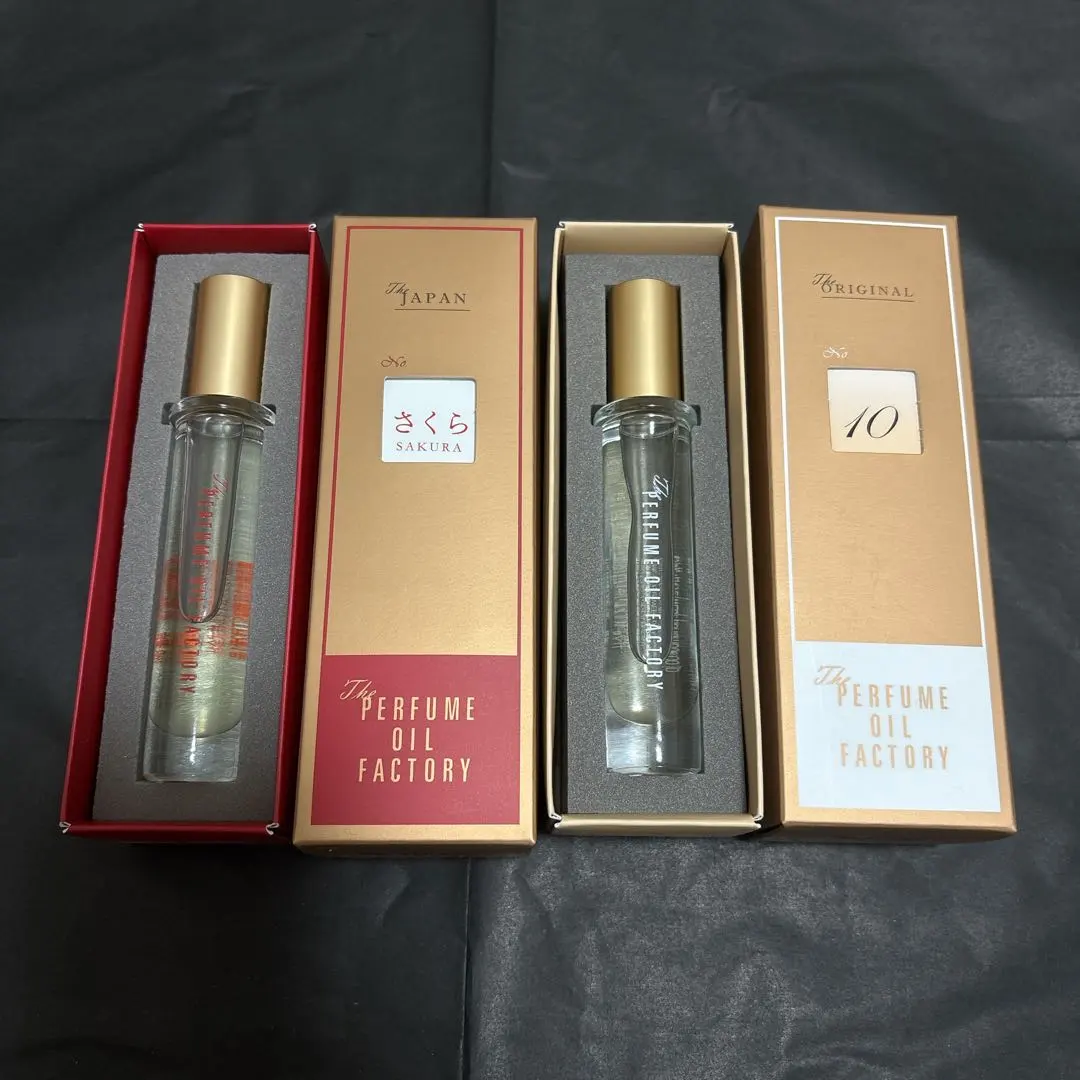 The
PERFUME OIL FACTORY
The
JAPAN
No
さくら
SAKURA
The
PERFUME
OIL
FACTORY
The
PERFUME OIL FACTORY
The
ORIGINAL
No
10
The
PERFUME
OIL
FACTORY